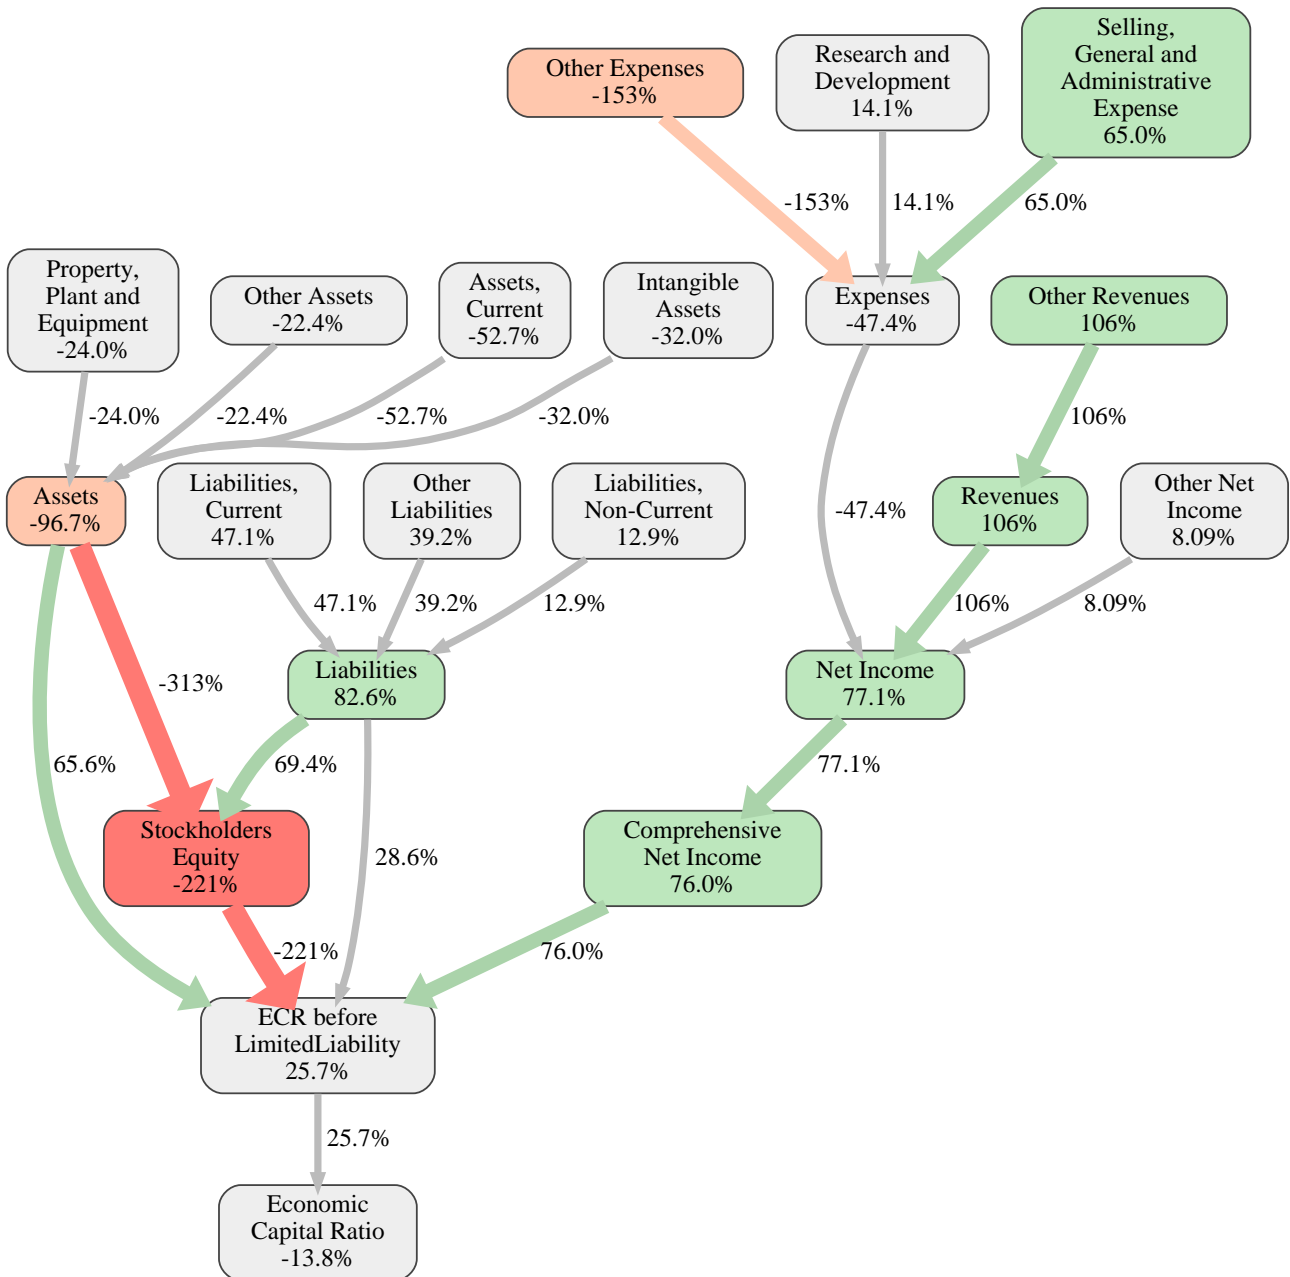 Other Expenses
-153%
Research and
Development
14.1%
Selling,
General and
Administrative
Expense
65.0%
-153%
14.1%
65.0%
Property,
Plant and
Equipment
-24.0%
Other Assets
-22.4%
Assets,
Current
-52.7%
Intangible
Assets
-32.0%
Expenses
-47.4%
Other Revenues
106%
-24.0%
-22.4%
-52.7%
-32.0%
106%
Assets
-96.7%
Liabilities,
Current
47.1%
Other
Liabilities
39.2%
Liabilities,
Non-Current
12.9%
-47.4%
Revenues
106%
Other Net
Income
8.09%
47.1%
39.2%
12.9%
106%
8.09%
-313%
Liabilities
82.6%
Net Income
77.1%
65.6%
69.4%
77.1%
Stockholders
Equity
-221%
28.6%
Comprehensive
Net Income
76.0%
-221%
76.0%
ECR before
LimitedLiability
25.7%
25.7%
Economic
Capital Ratio
-13.8%